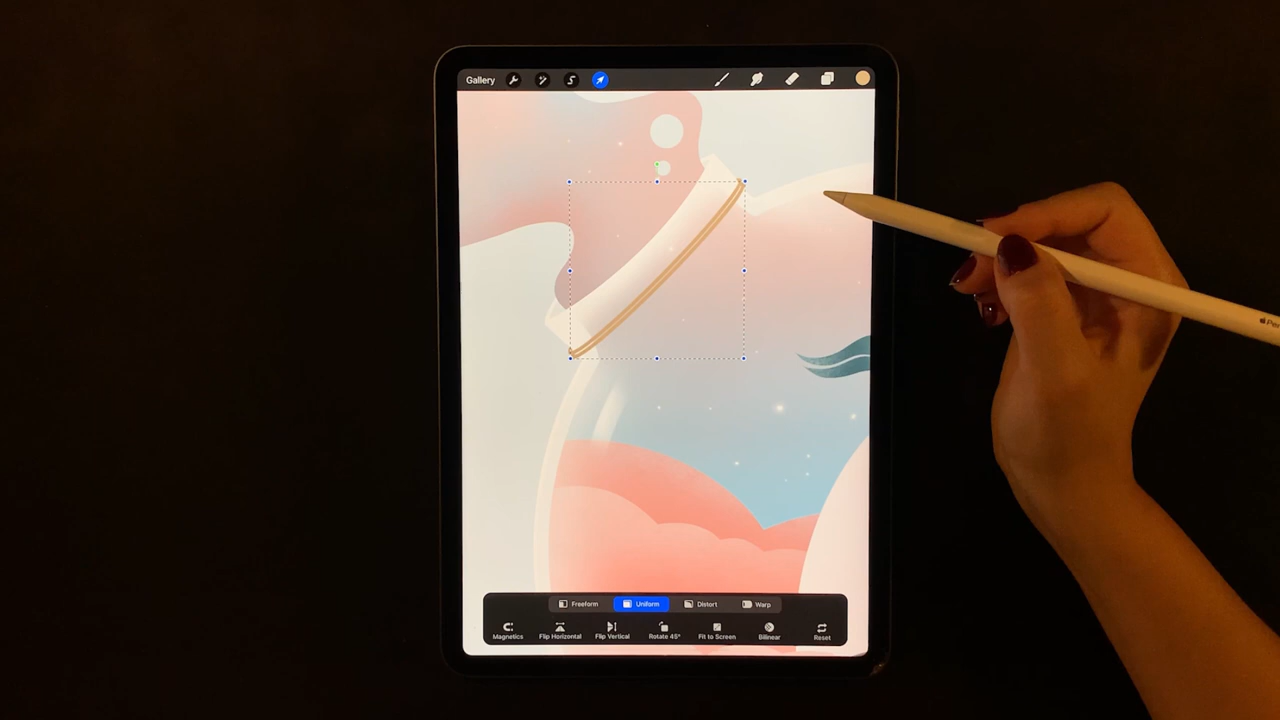 Gallery
Freeform Uniform Distort Warp
Magnetics Flip Horizontal Flip Vertical Rotate 45° Fit to Screen Bilinear Reset